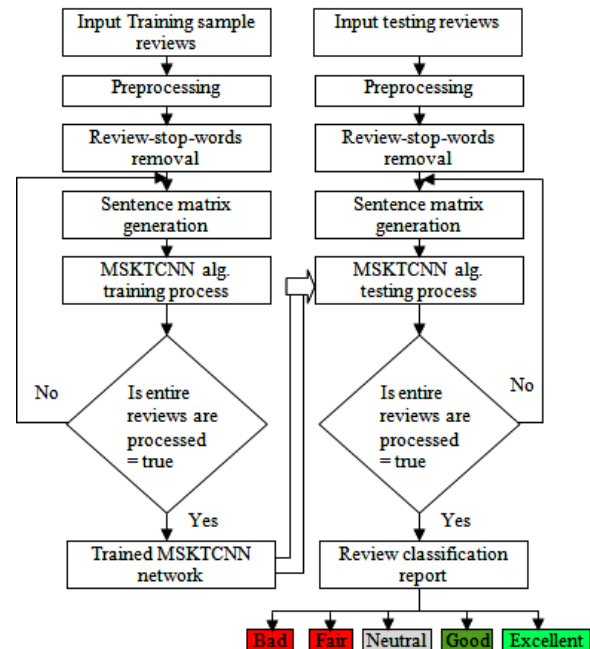 Input Training sample
reviews
Preprocessing
Review-stop-words
removal
Sentence matrix
generation
MSKTCNN alg.
training process
No
Is entire
reviews are
processed
= true
Yes
Trained MSKTCNN
network
Input testing reviews
Preprocessing
Review-stop-words
removal
Sentence matrix
generation
MSKTCNN alg.
testing process
No
Is entire
reviews are
processed
= true
Yes
Review classification
report
Bad Fair Neutral Good Excellent